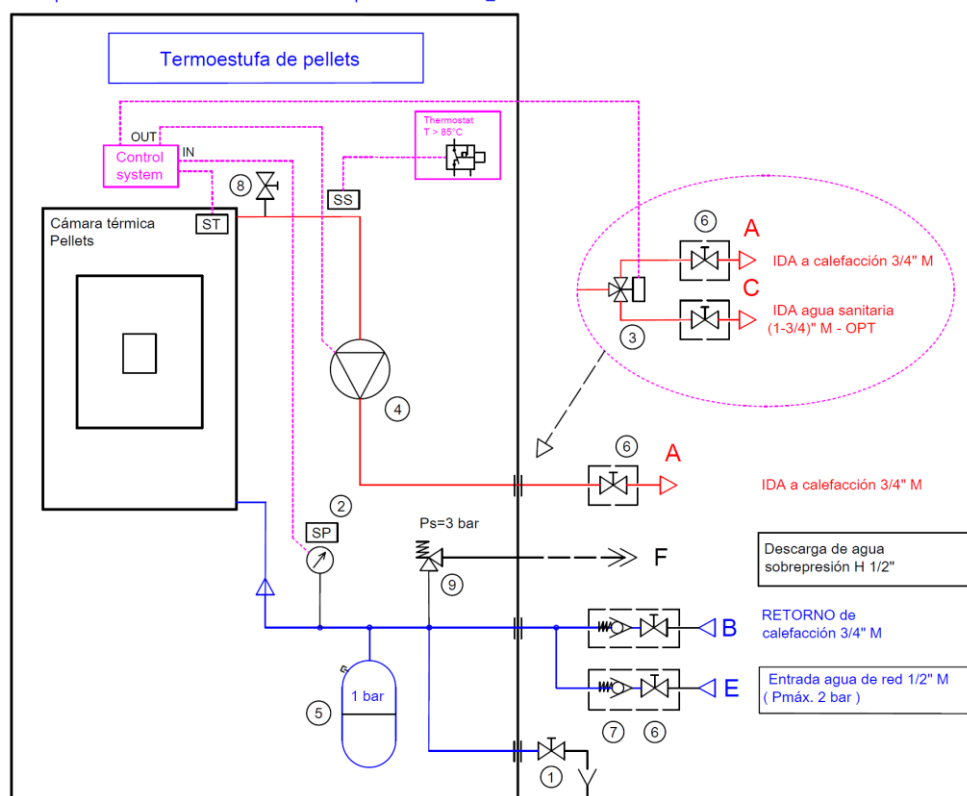 Termoestufa de pellets
OUT
IN
Control
system
Thermostat
T > 85°C
8
SS
ST
Cámara térmica
Pellets
6
A
IDA a calefacción 3/4" M
C
IDA agua sanitaria
(1-3/4)" M - OPT
3
4
6
A
IDA a calefacción 3/4" M
2
SP
Ps=3 bar
9
F
Descarga de agua
sobrepresión H 1/2"
B
RETORNO de
calefacción 3/4" M
1 bar
5
E
Entrada agua de red 1/2" M
( Pmáx. 2 bar )
7
6
1